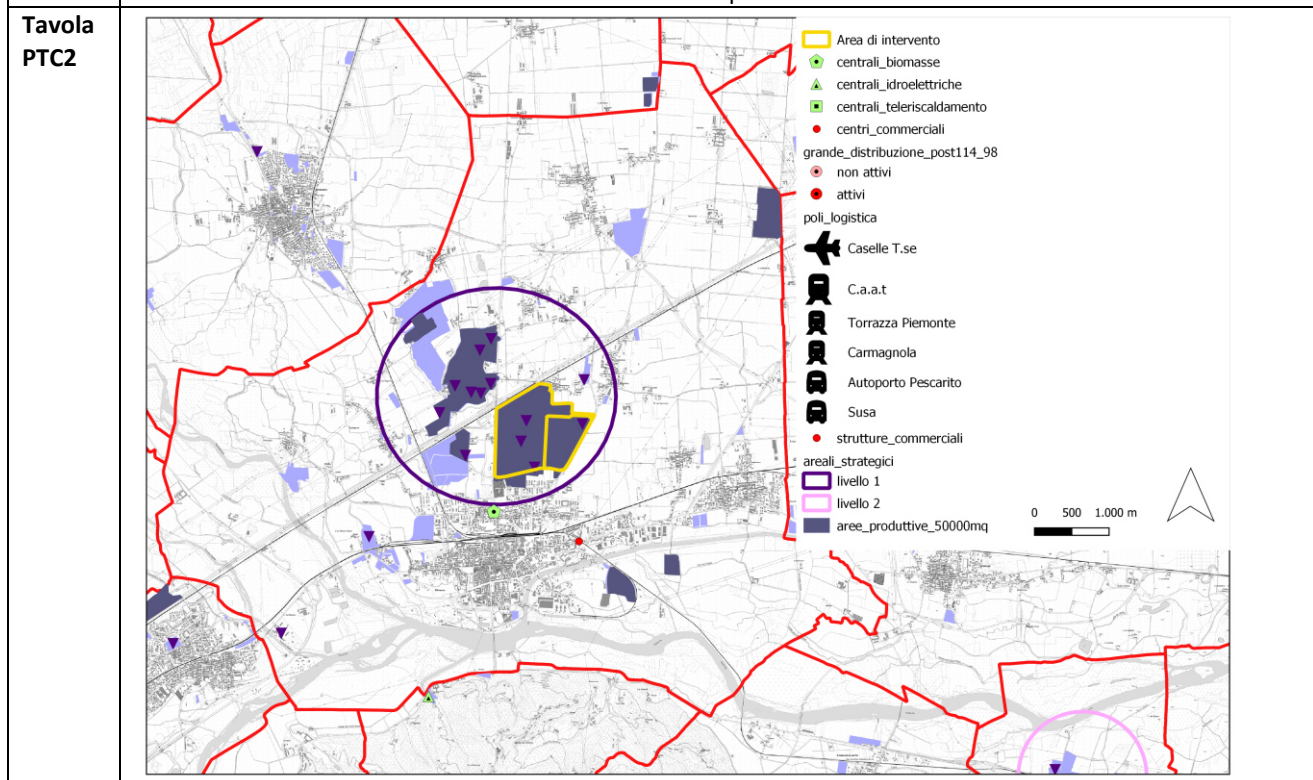 Tavola
PTC2
Area di intervento
centrali_biomasse
centrali_idroelettriche
centrali_teleriscaldamento
centri_commerciali
grande_distribuzione_post114_98
non attivi
attivi
poli_logistica
Caselle T.se
C.a.a.t
Torrazza Piemonte
Carmagnola
Autoporto Pescarito
Susa
strutture_commerciali
areali_strategici
livello 1
livello 2
aree_produttive_50000mq
0 500 1.000 m